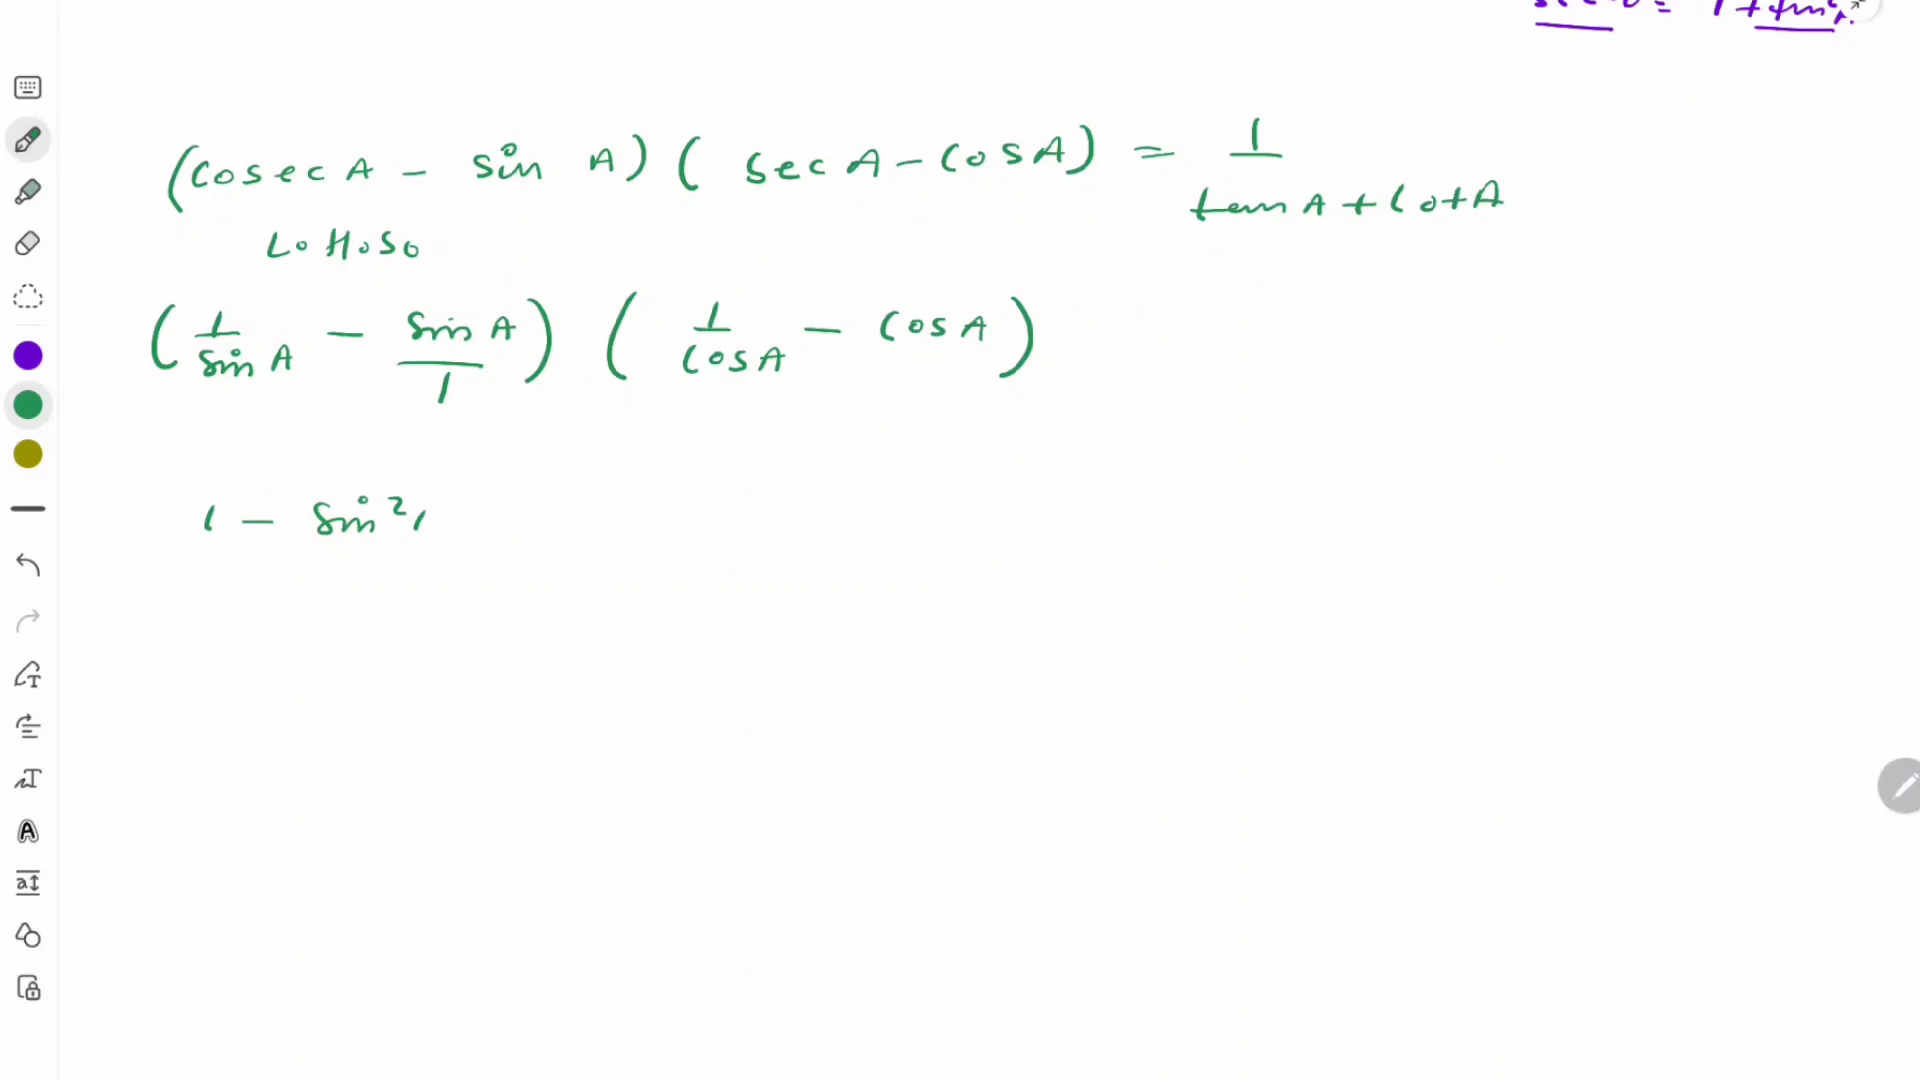 (cosec A - sin A) ( sec A - cos A) = 1 / tan A + cot A
L. H. S.
( 1 / sin A - sin A / 1 ) ( 1 / cos A - cos A )
1 - sin²